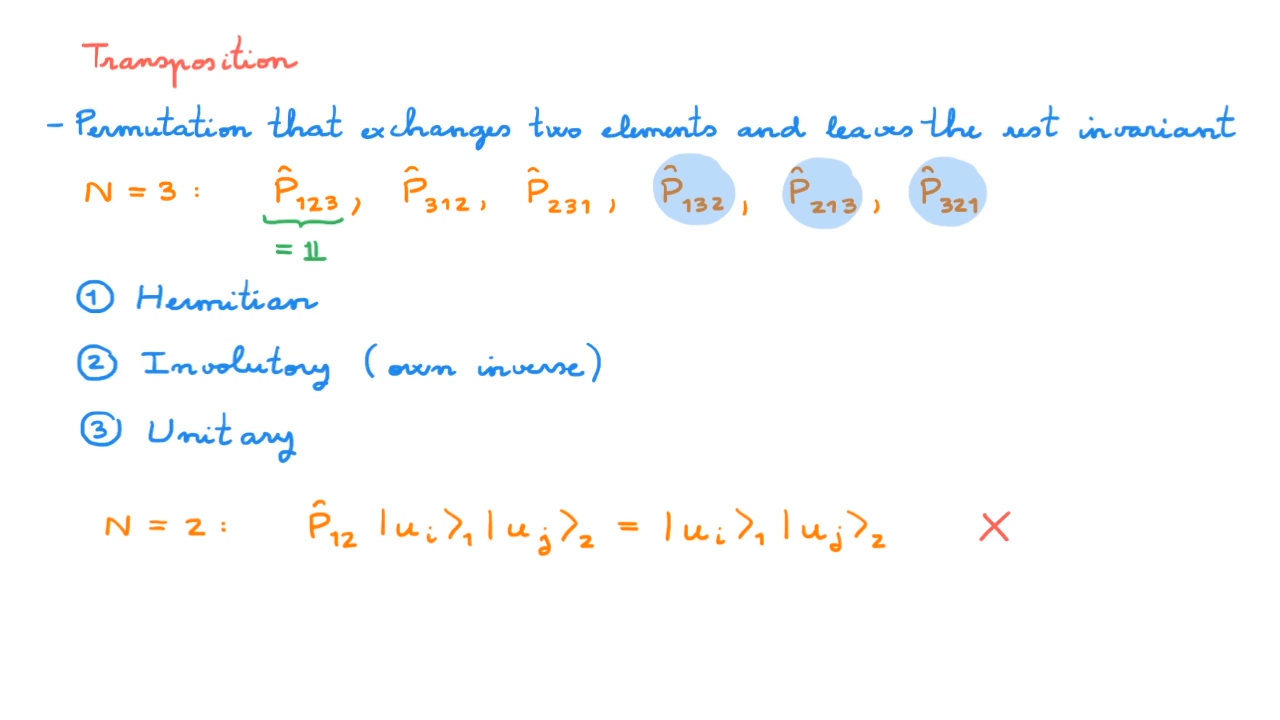 Transposition
- Permutation that exchanges two elements and leaves the rest invariant
N = 3 : P̂₁₂₃ , P̂₃₁₂ , P̂₂₃₁ , P̂₁₃₂ , P̂₂₁₃ , P̂₃₂₁
= 𝟙
① Hermitian
② Involutory (own inverse)
③ Unitary
N = 2 : P̂₁₂ |uᵢ⟩₁ |uⱼ⟩₂ = |uᵢ⟩₁ |uⱼ⟩₂ ×